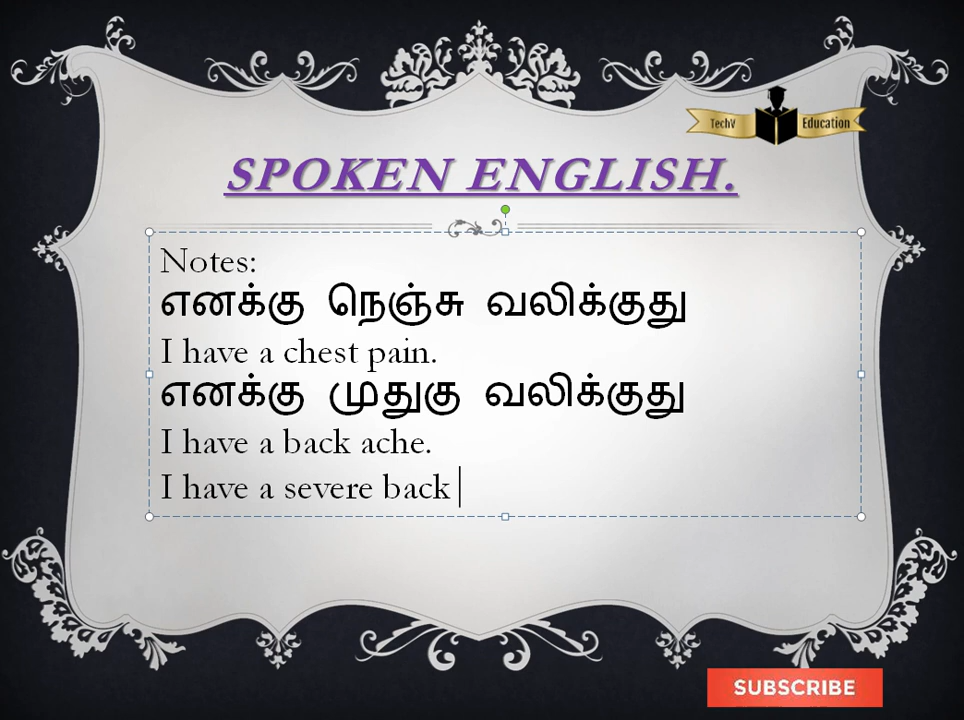 TechV Education
SPOKEN ENGLISH.
Notes:
எனக்கு நெஞ்சு வலிக்குது
I have a chest pain.
எனக்கு முதுகு வலிக்குது
I have a back ache.
I have a severe back
SUBSCRIBE